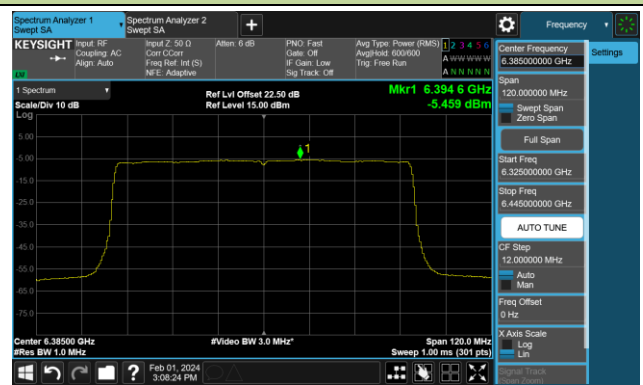 Spectrum Analyzer 1
Swept SA
Spectrum Analyzer 2
Swept SA
+
Frequency
KEYSIGHT
Input: RF
Coupling: AC
Align: Auto
Input Z: 50 Ω
Corr CCorr
Freq Ref: Int (S)
NFE: Adaptive
Atten: 6 dB
PNO: Fast
Gate: Off
IF Gain: Low
Sig Track: Off
Avg Type: Power (RMS)
Avg|Hold: 600/600
Trig: Free Run
1 2 3 4 5 6
A W W W W W
A N N N N N
LXI
1 Spectrum
Scale/Div 10 dB
Log
Ref Lvl Offset 22.50 dB
Ref Level 15.00 dBm
Mkr1 6.394 6 GHz
-5.459 dBm
1
5.00
-5.00
-15.0
-25.0
-35.0
-45.0
-55.0
-65.0
-75.0
Center 6.38500 GHz
#Res BW 1.0 MHz
#Video BW 3.0 MHz*
Span 120.0 MHz
Sweep 1.00 ms (301 pts)
Feb 01, 2024
3:08:24 PM
Center Frequency
6.385000000 GHz
Settings
Span
120.000000 MHz
Swept Span
Zero Span
Full Span
Start Freq
6.325000000 GHz
Stop Freq
6.445000000 GHz
AUTO TUNE
CF Step
12.000000 MHz
Auto
Man
Freq Offset
0 Hz
X Axis Scale
Log
Lin
Signal Track
(Span Zoom)